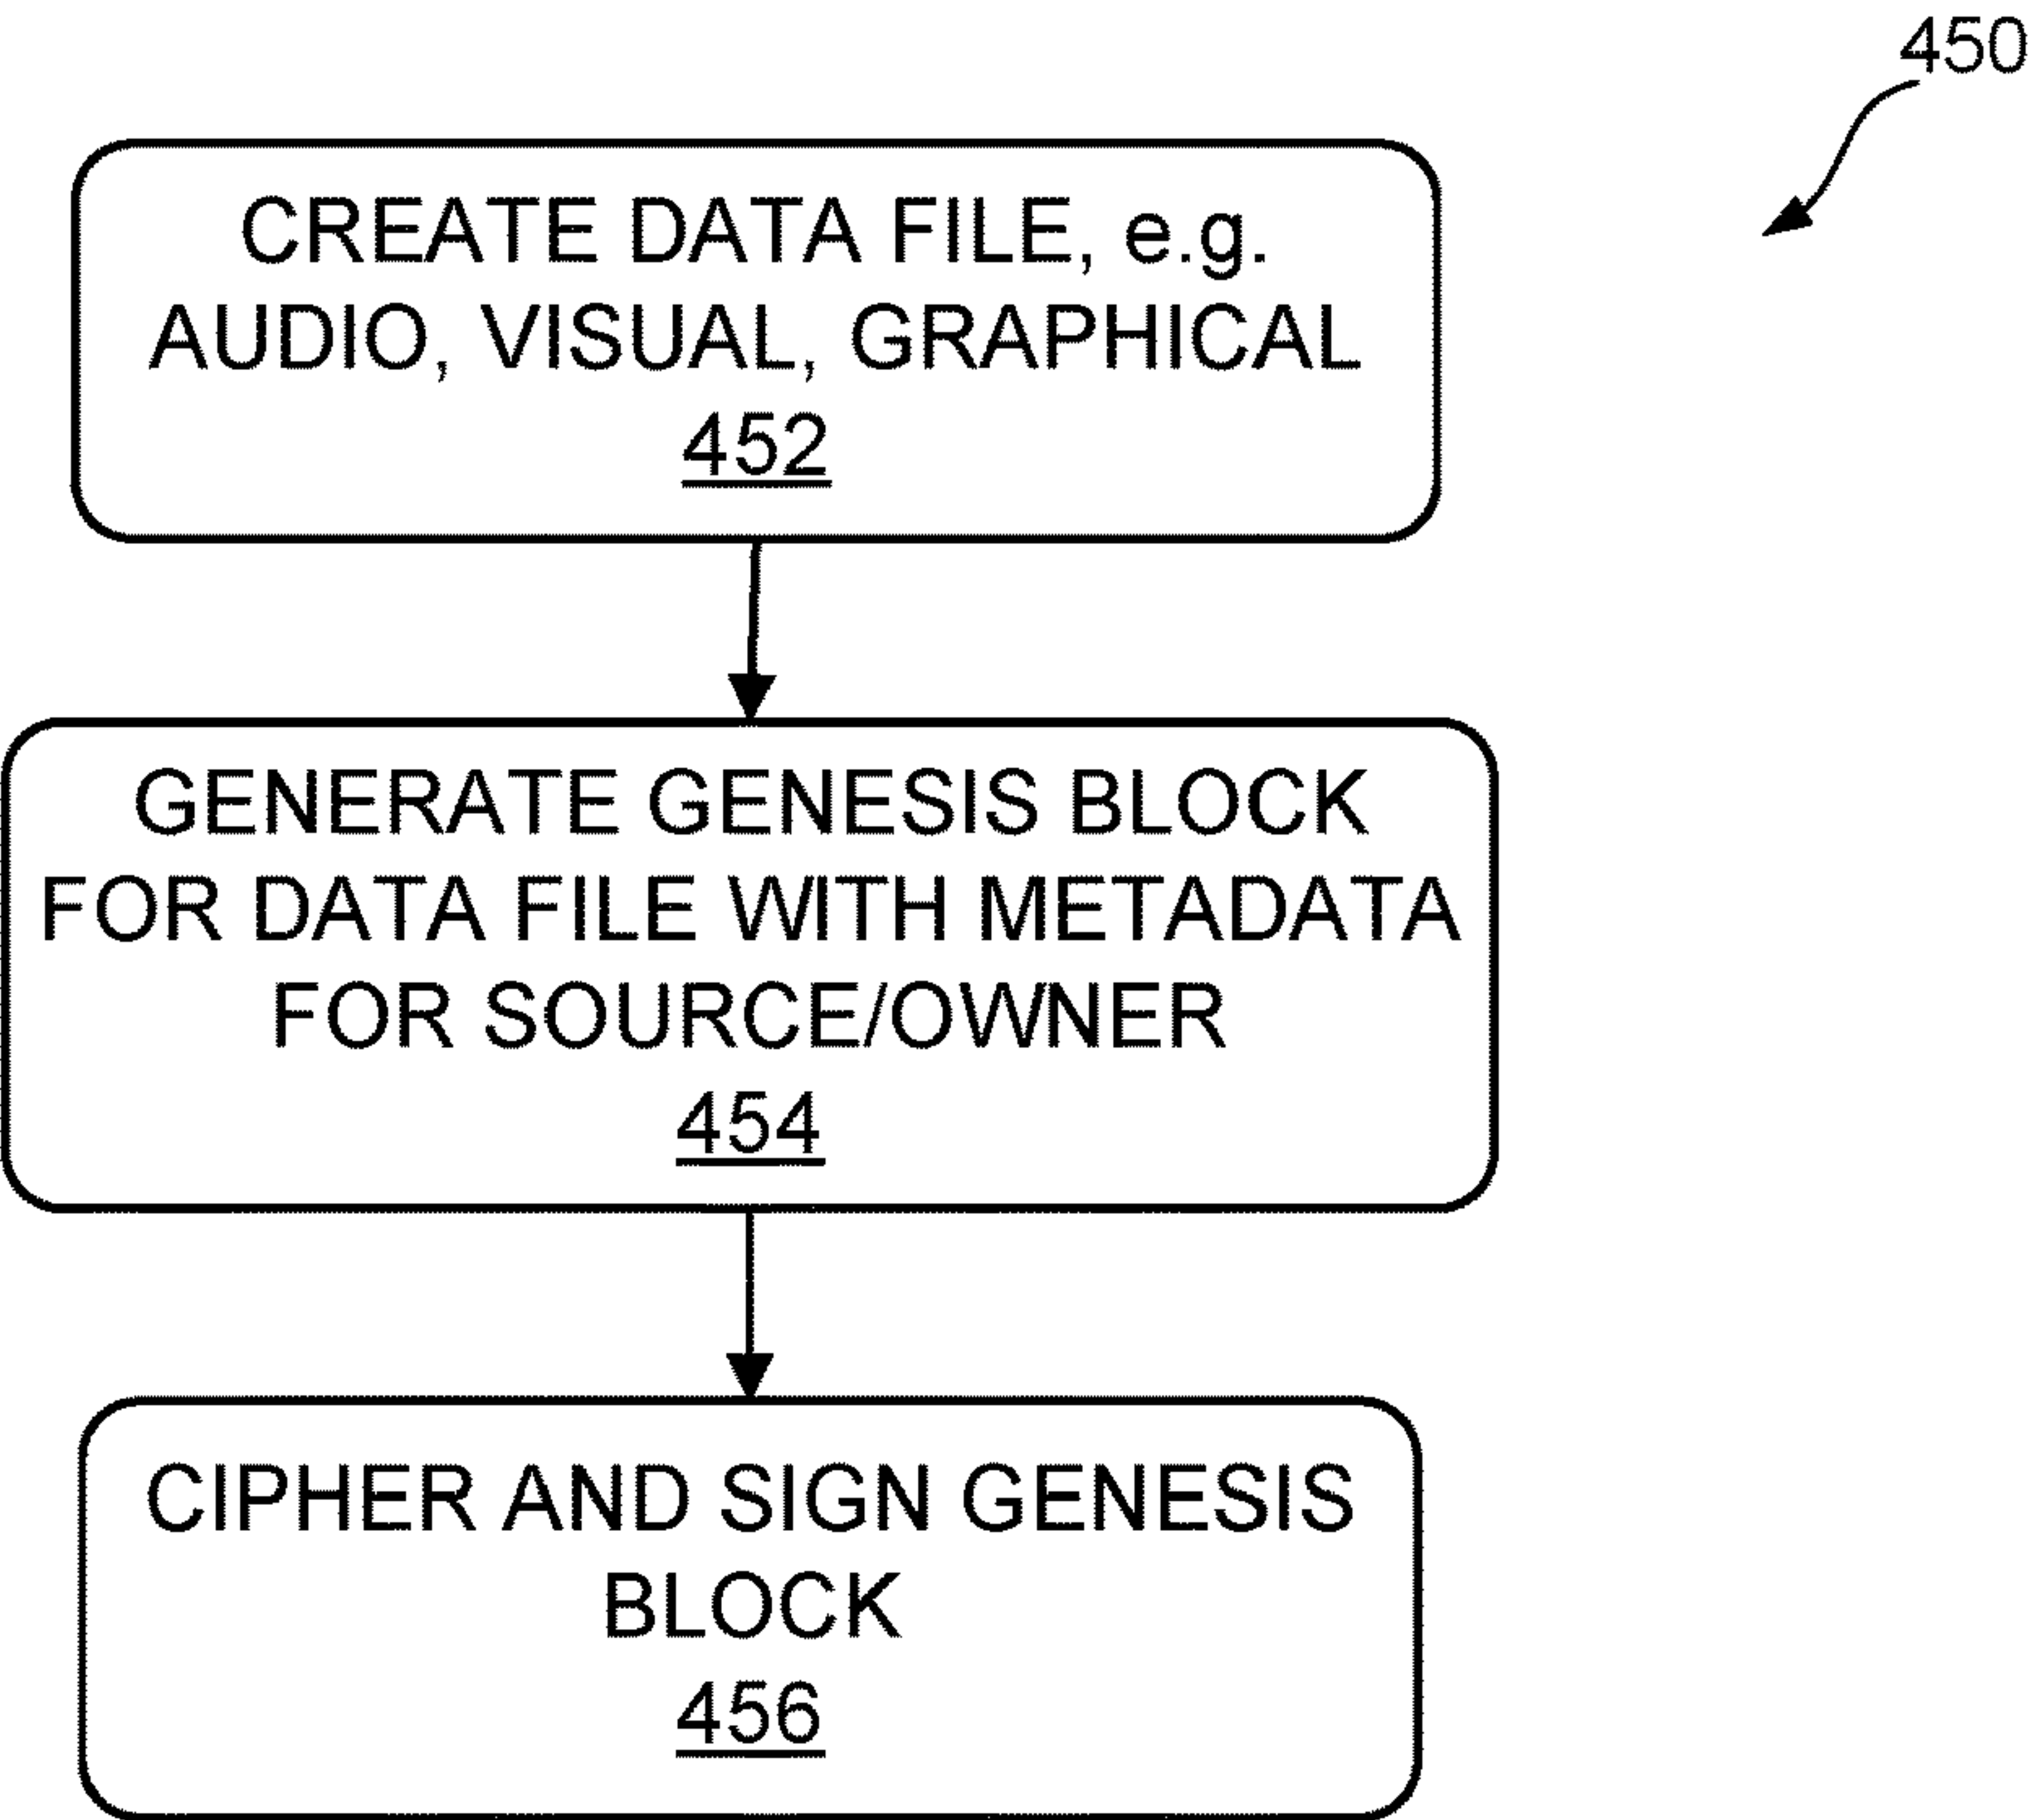 450
CREATE DATA FILE, e.g.
AUDIO, VISUAL, GRAPHICAL
452
GENERATE GENESIS BLOCK
FOR DATA FILE WITH METADATA
FOR SOURCE/OWNER
454
CIPHER AND SIGN GENESIS
BLOCK
456